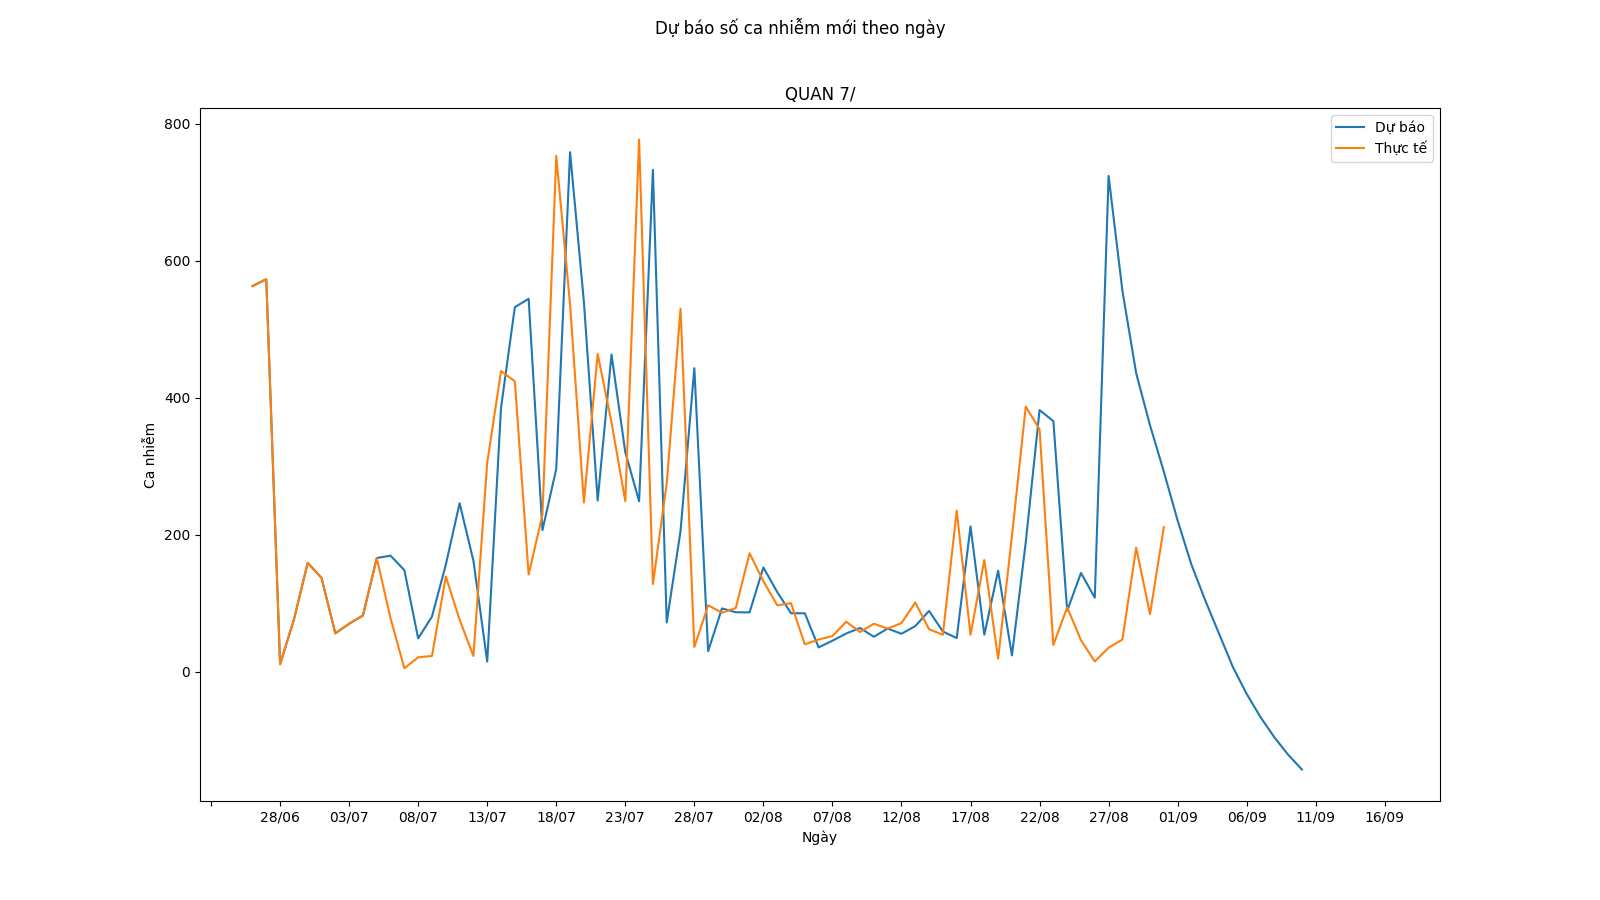 Dự báo số ca nhiễm mới theo ngày
QUAN 7/
Dự báo
Thực tế
800
600
400
200
0
Ca nhiễm
28/06 03/07 08/07 13/07 18/07 23/07 28/07 02/08 07/08 12/08 17/08 22/08 27/08 01/09 06/09 11/09 16/09
Ngày